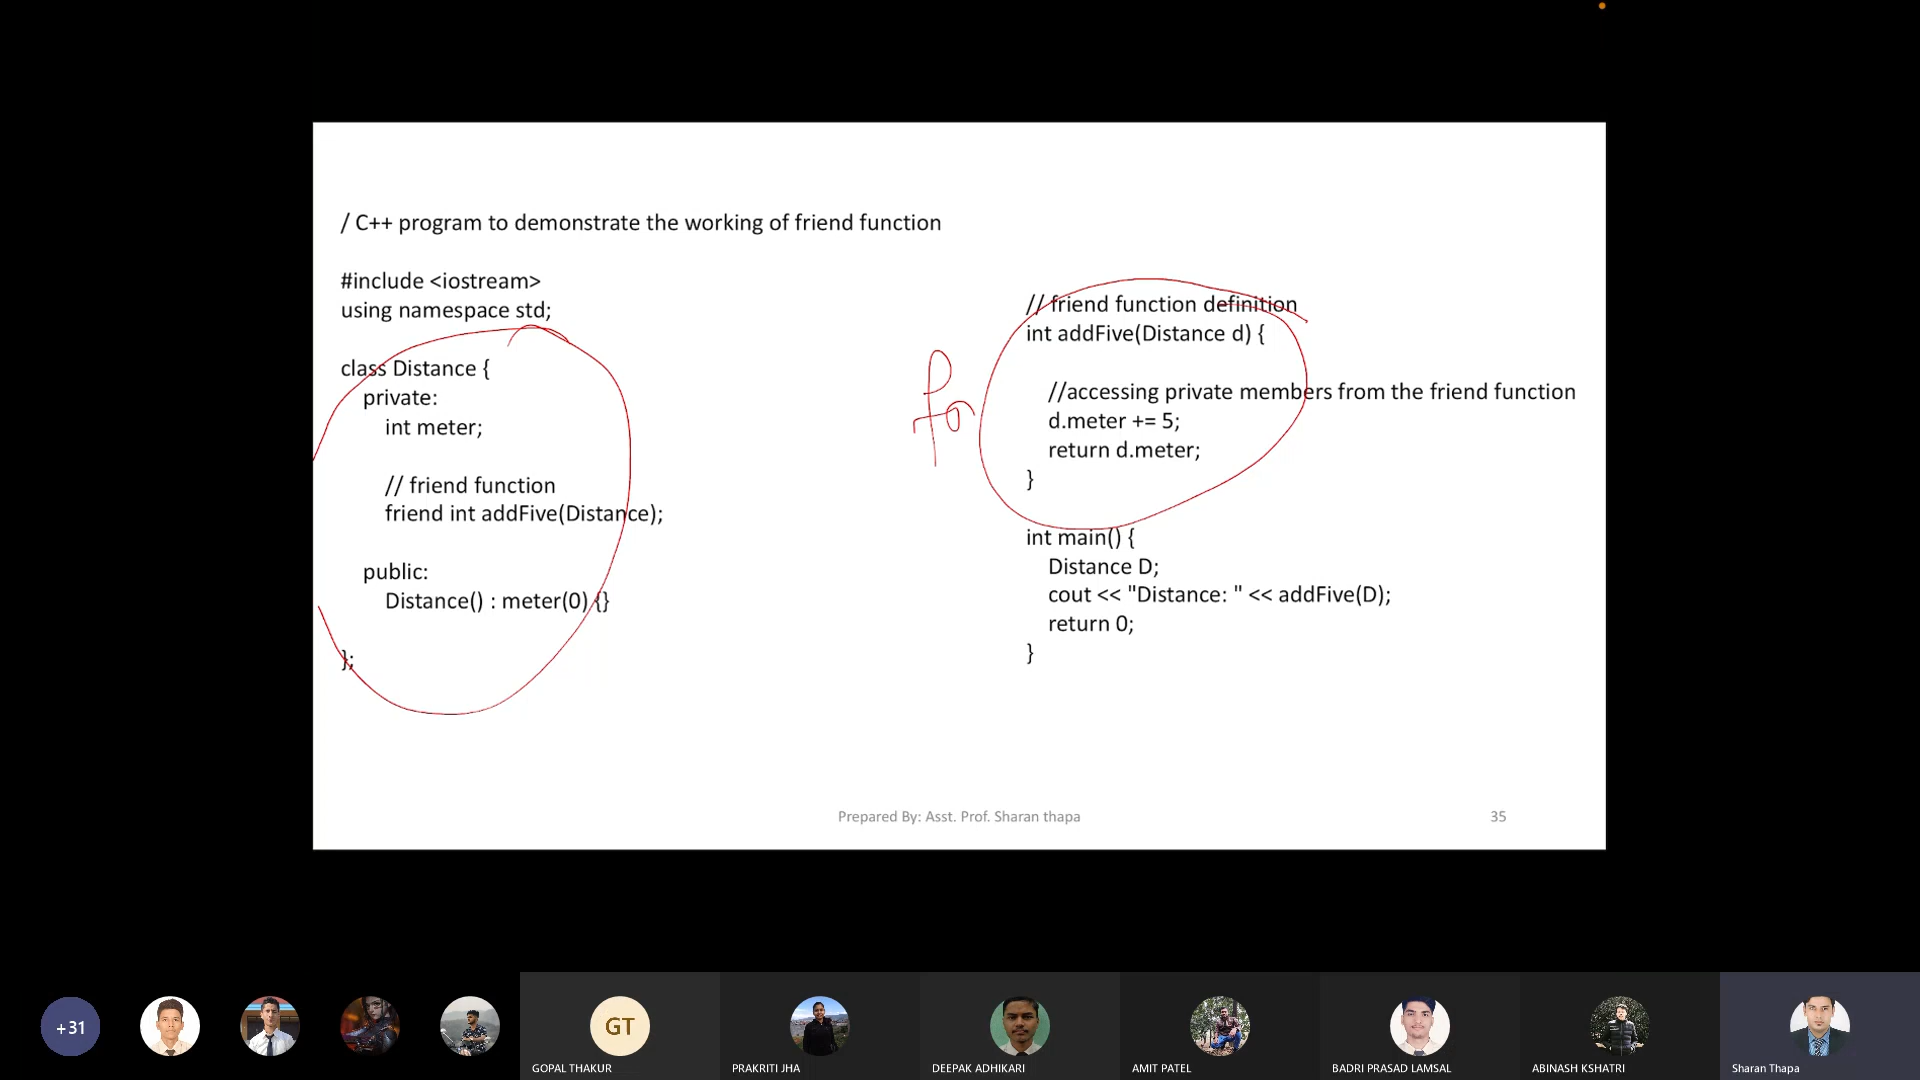 / C++ program to demonstrate the working of friend function
#include <iostream>
using namespace std;
class Distance {
private:
int meter;
// friend function
friend int addFive(Distance);
public:
Distance() : meter(0) {}
};
// friend function definition
int addFive(Distance d) {
//accessing private members from the friend function
d.meter += 5;
return d.meter;
}
int main() {
Distance D;
cout << "Distance: " << addFive(D);
return 0;
}
Prepared By: Asst. Prof. Sharan thapa
35
+31
GT
GOPAL THAKUR
PRAKRITI JHA
DEEPAK ADHIKARI
AMIT PATEL
BADRI PRASAD LAMSAL
ABINASH KSHATRI
Sharan Thapa